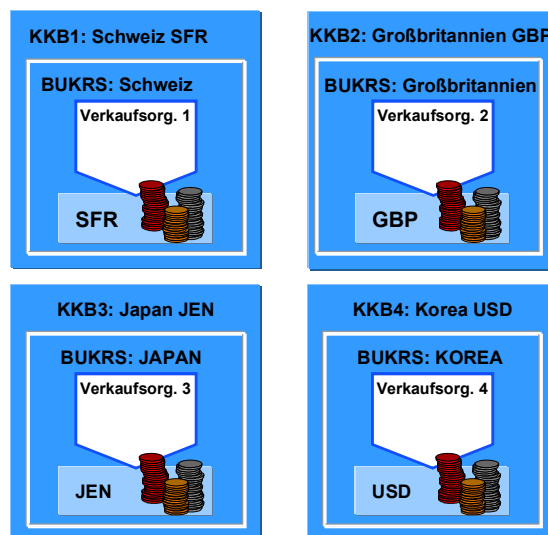 KKB1: Schweiz SFR
BUKRS: Schweiz
Verkaufsorg. 1
SFR
KKB2: Großbritannien GBP
BUKRS: Großbritannien
Verkaufsorg. 2
GBP
KKB3: Japan JEN
BUKRS: JAPAN
Verkaufsorg. 3
JEN
KKB4: Korea USD
BUKRS: KOREA
Verkaufsorg. 4
USD